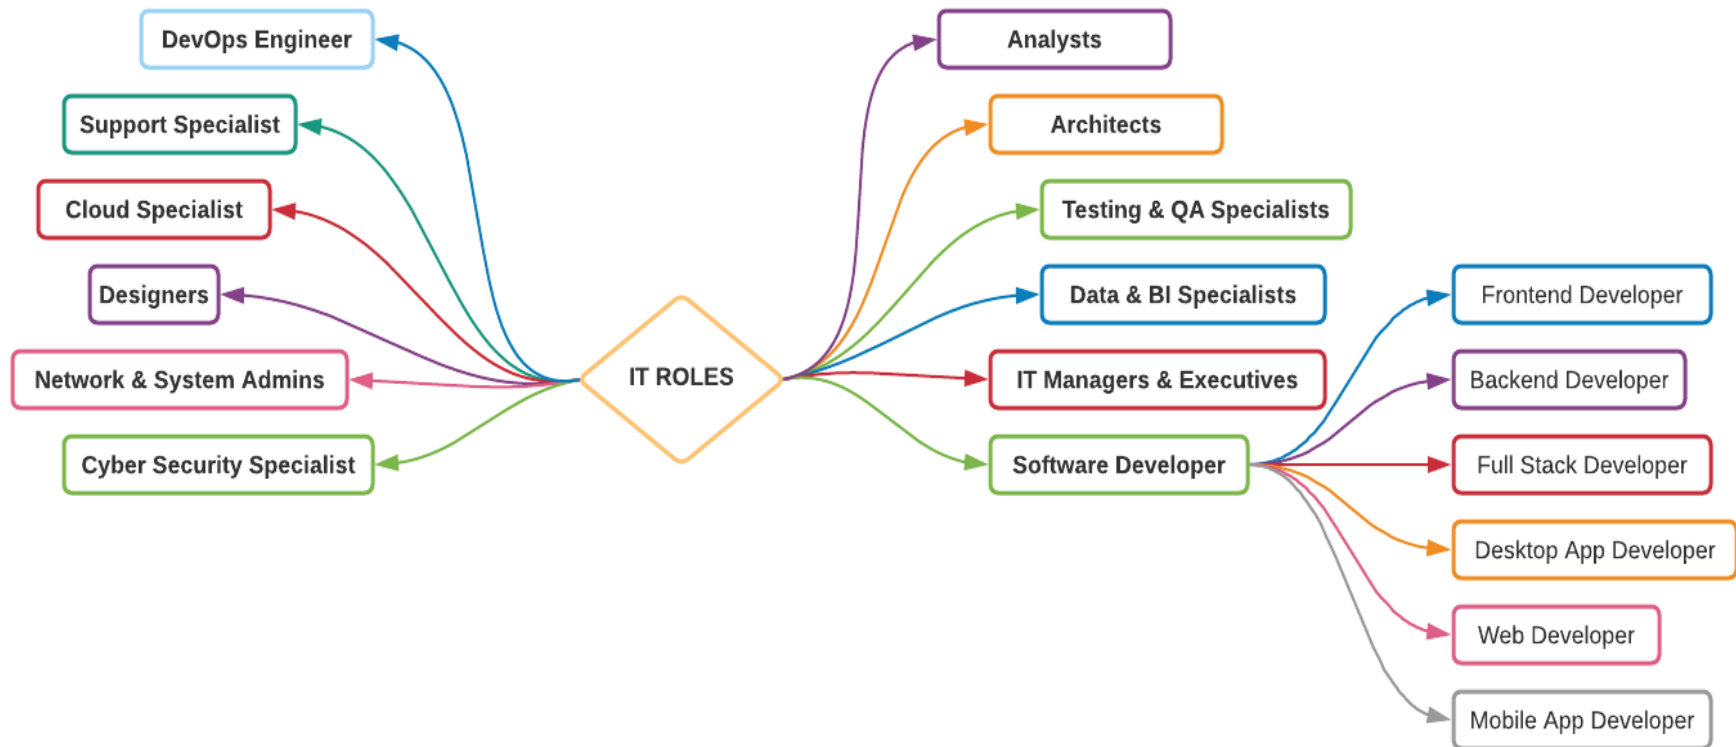 DevOps Engineer
Support Specialist
Cloud Specialist
Designers
Network & System Admins
Cyber Security Specialist
IT ROLES
Analysts
Architects
Testing & QA Specialists
Data & BI Specialists
IT Managers & Executives
Software Developer
Frontend Developer
Backend Developer
Full Stack Developer
Desktop App Developer
Web Developer
Mobile App Developer